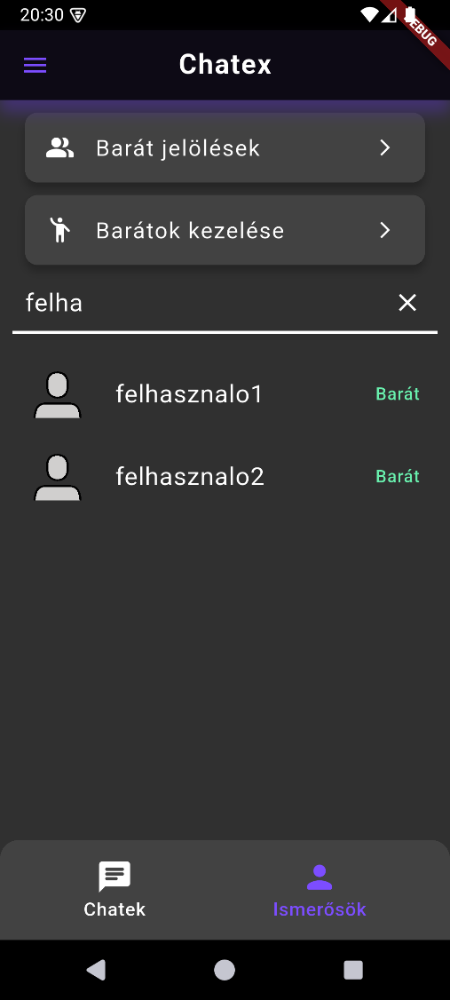 20:30
DEBUG
Chatex
Barát jelölések
Barátok kezelése
felha
felhasznalo1
Barát
felhasznalo2
Barát
Chatek
Ismerősök